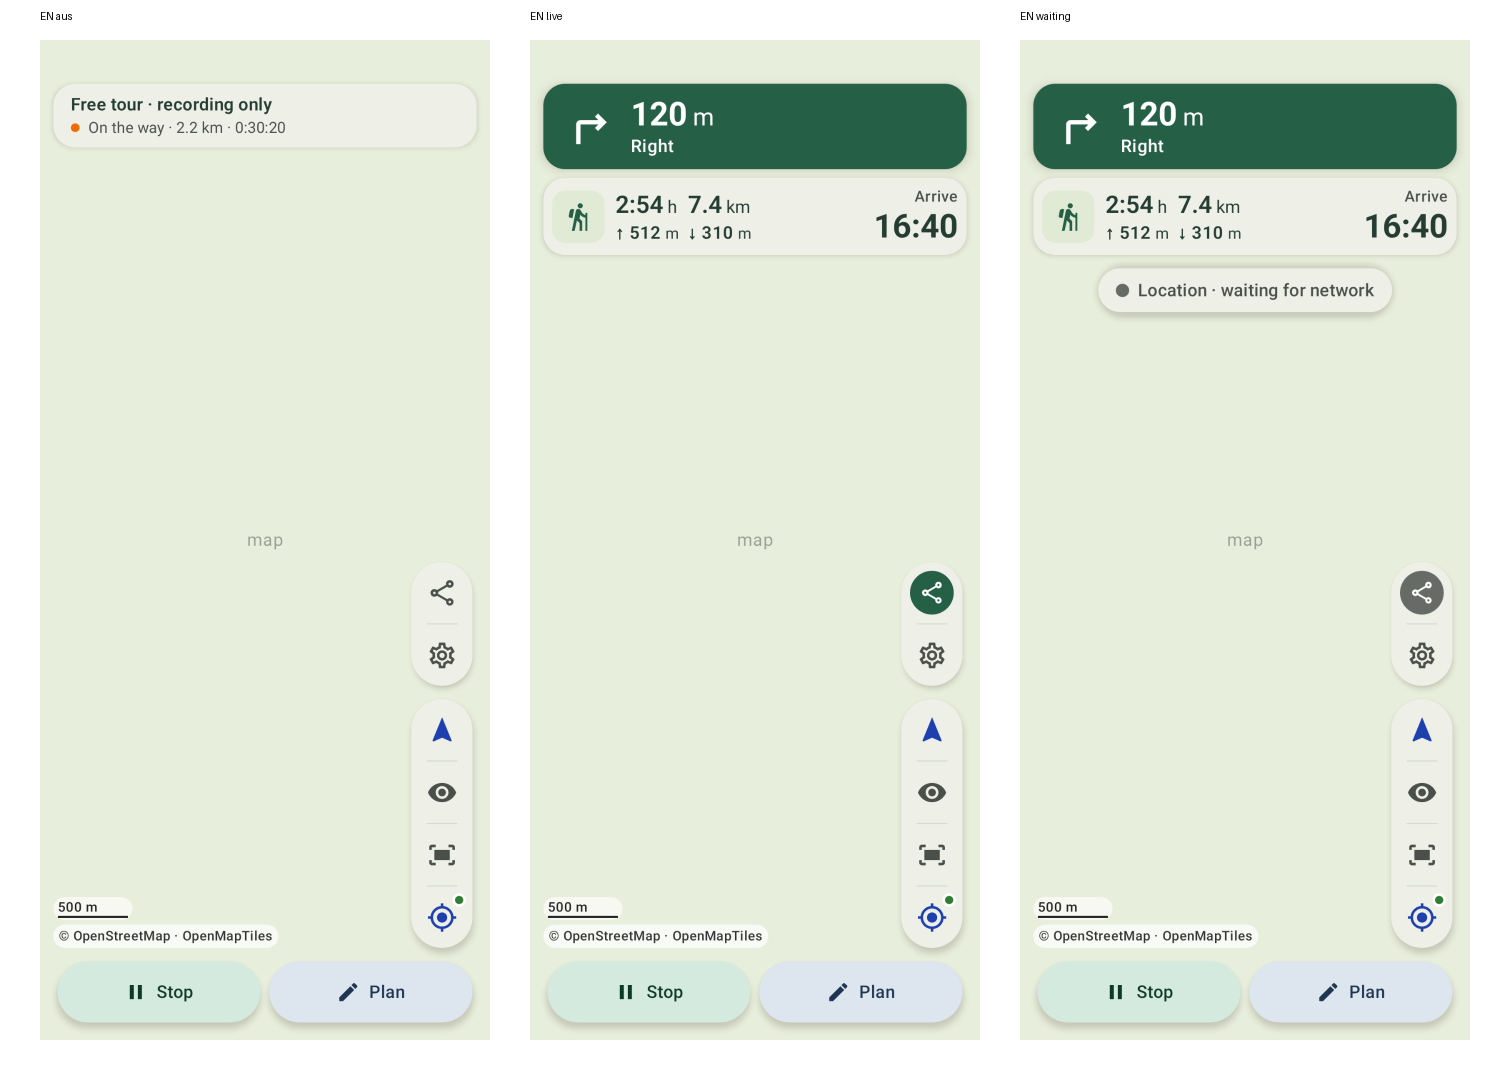 EN aus
Free tour · recording only
On the way · 2.2 km · 0:30:20
map
500 m
© OpenStreetMap · OpenMapTiles
Stop
Plan
EN live
120 m
Right
2:54 h 7.4 km
↑ 512 m ↓ 310 m
Arrive
16:40
map
500 m
© OpenStreetMap · OpenMapTiles
Stop
Plan
EN waiting
120 m
Right
2:54 h 7.4 km
↑ 512 m ↓ 310 m
Arrive
16:40
Location · waiting for network
map
500 m
© OpenStreetMap · OpenMapTiles
Stop
Plan